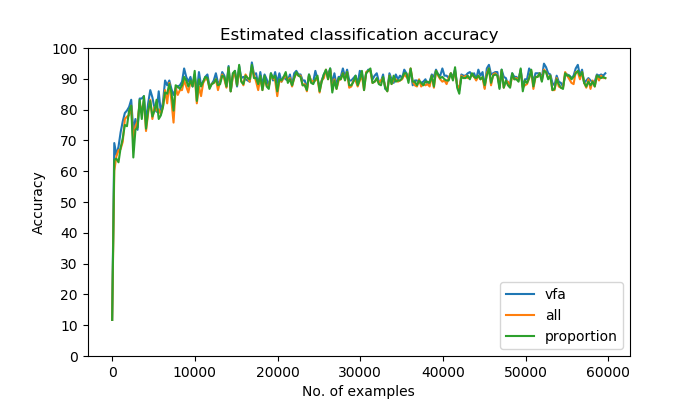 Estimated classification accuracy
100
90
80
70
60
50
40
30
20
10
0
Accuracy
vfa
all
proportion
0 10000 20000 30000 40000 50000 60000
No. of examples